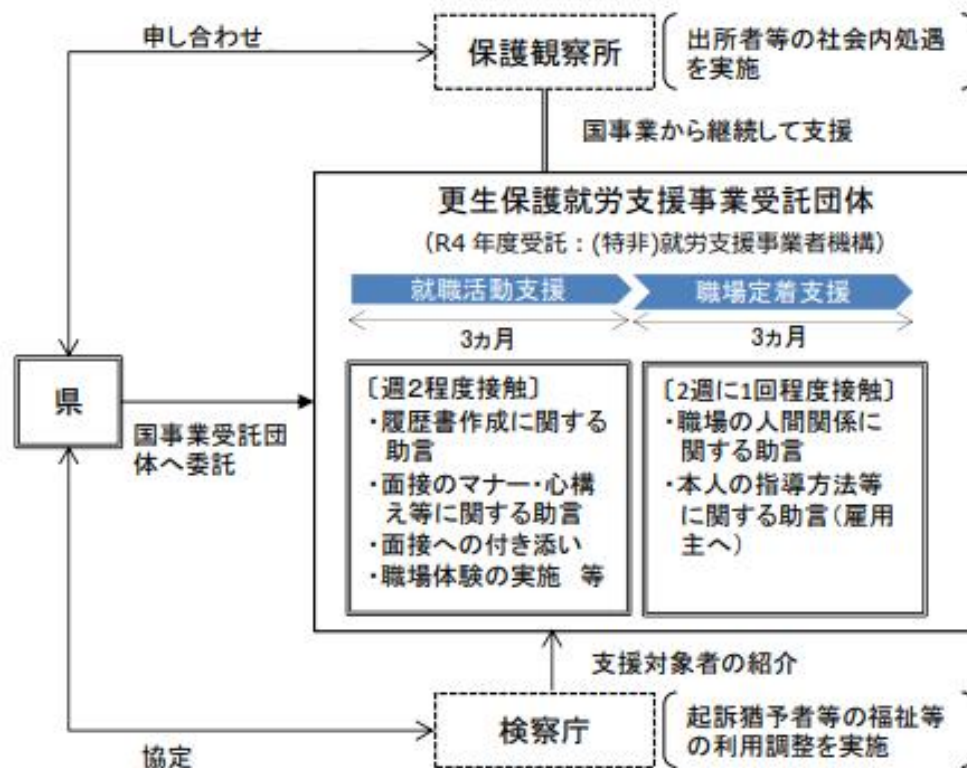 申し合わせ
保護観察所
出所者等の社会内処遇
を実施
国事業から継続して支援
更生保護就労支援事業受託団体
（R4 年度受託：(特非)就労支援事業者機構）
就職活動支援
職場定着支援
3ヵ月
3ヵ月
県
国事業受託団
体へ委託
〔週２程度接触〕
・履歴書作成に関する
助言
・面接のマナー・心構
え等に関する助言
・面接への付き添い
・職場体験の実施　等
〔2週に1回程度接触〕
・職場の人間関係に
関する助言
・本人の指導方法等
に関する助言（雇用
主へ）
支援対象者の紹介
検察庁
起訴猶予者等の福祉等
の利用調整を実施
協定